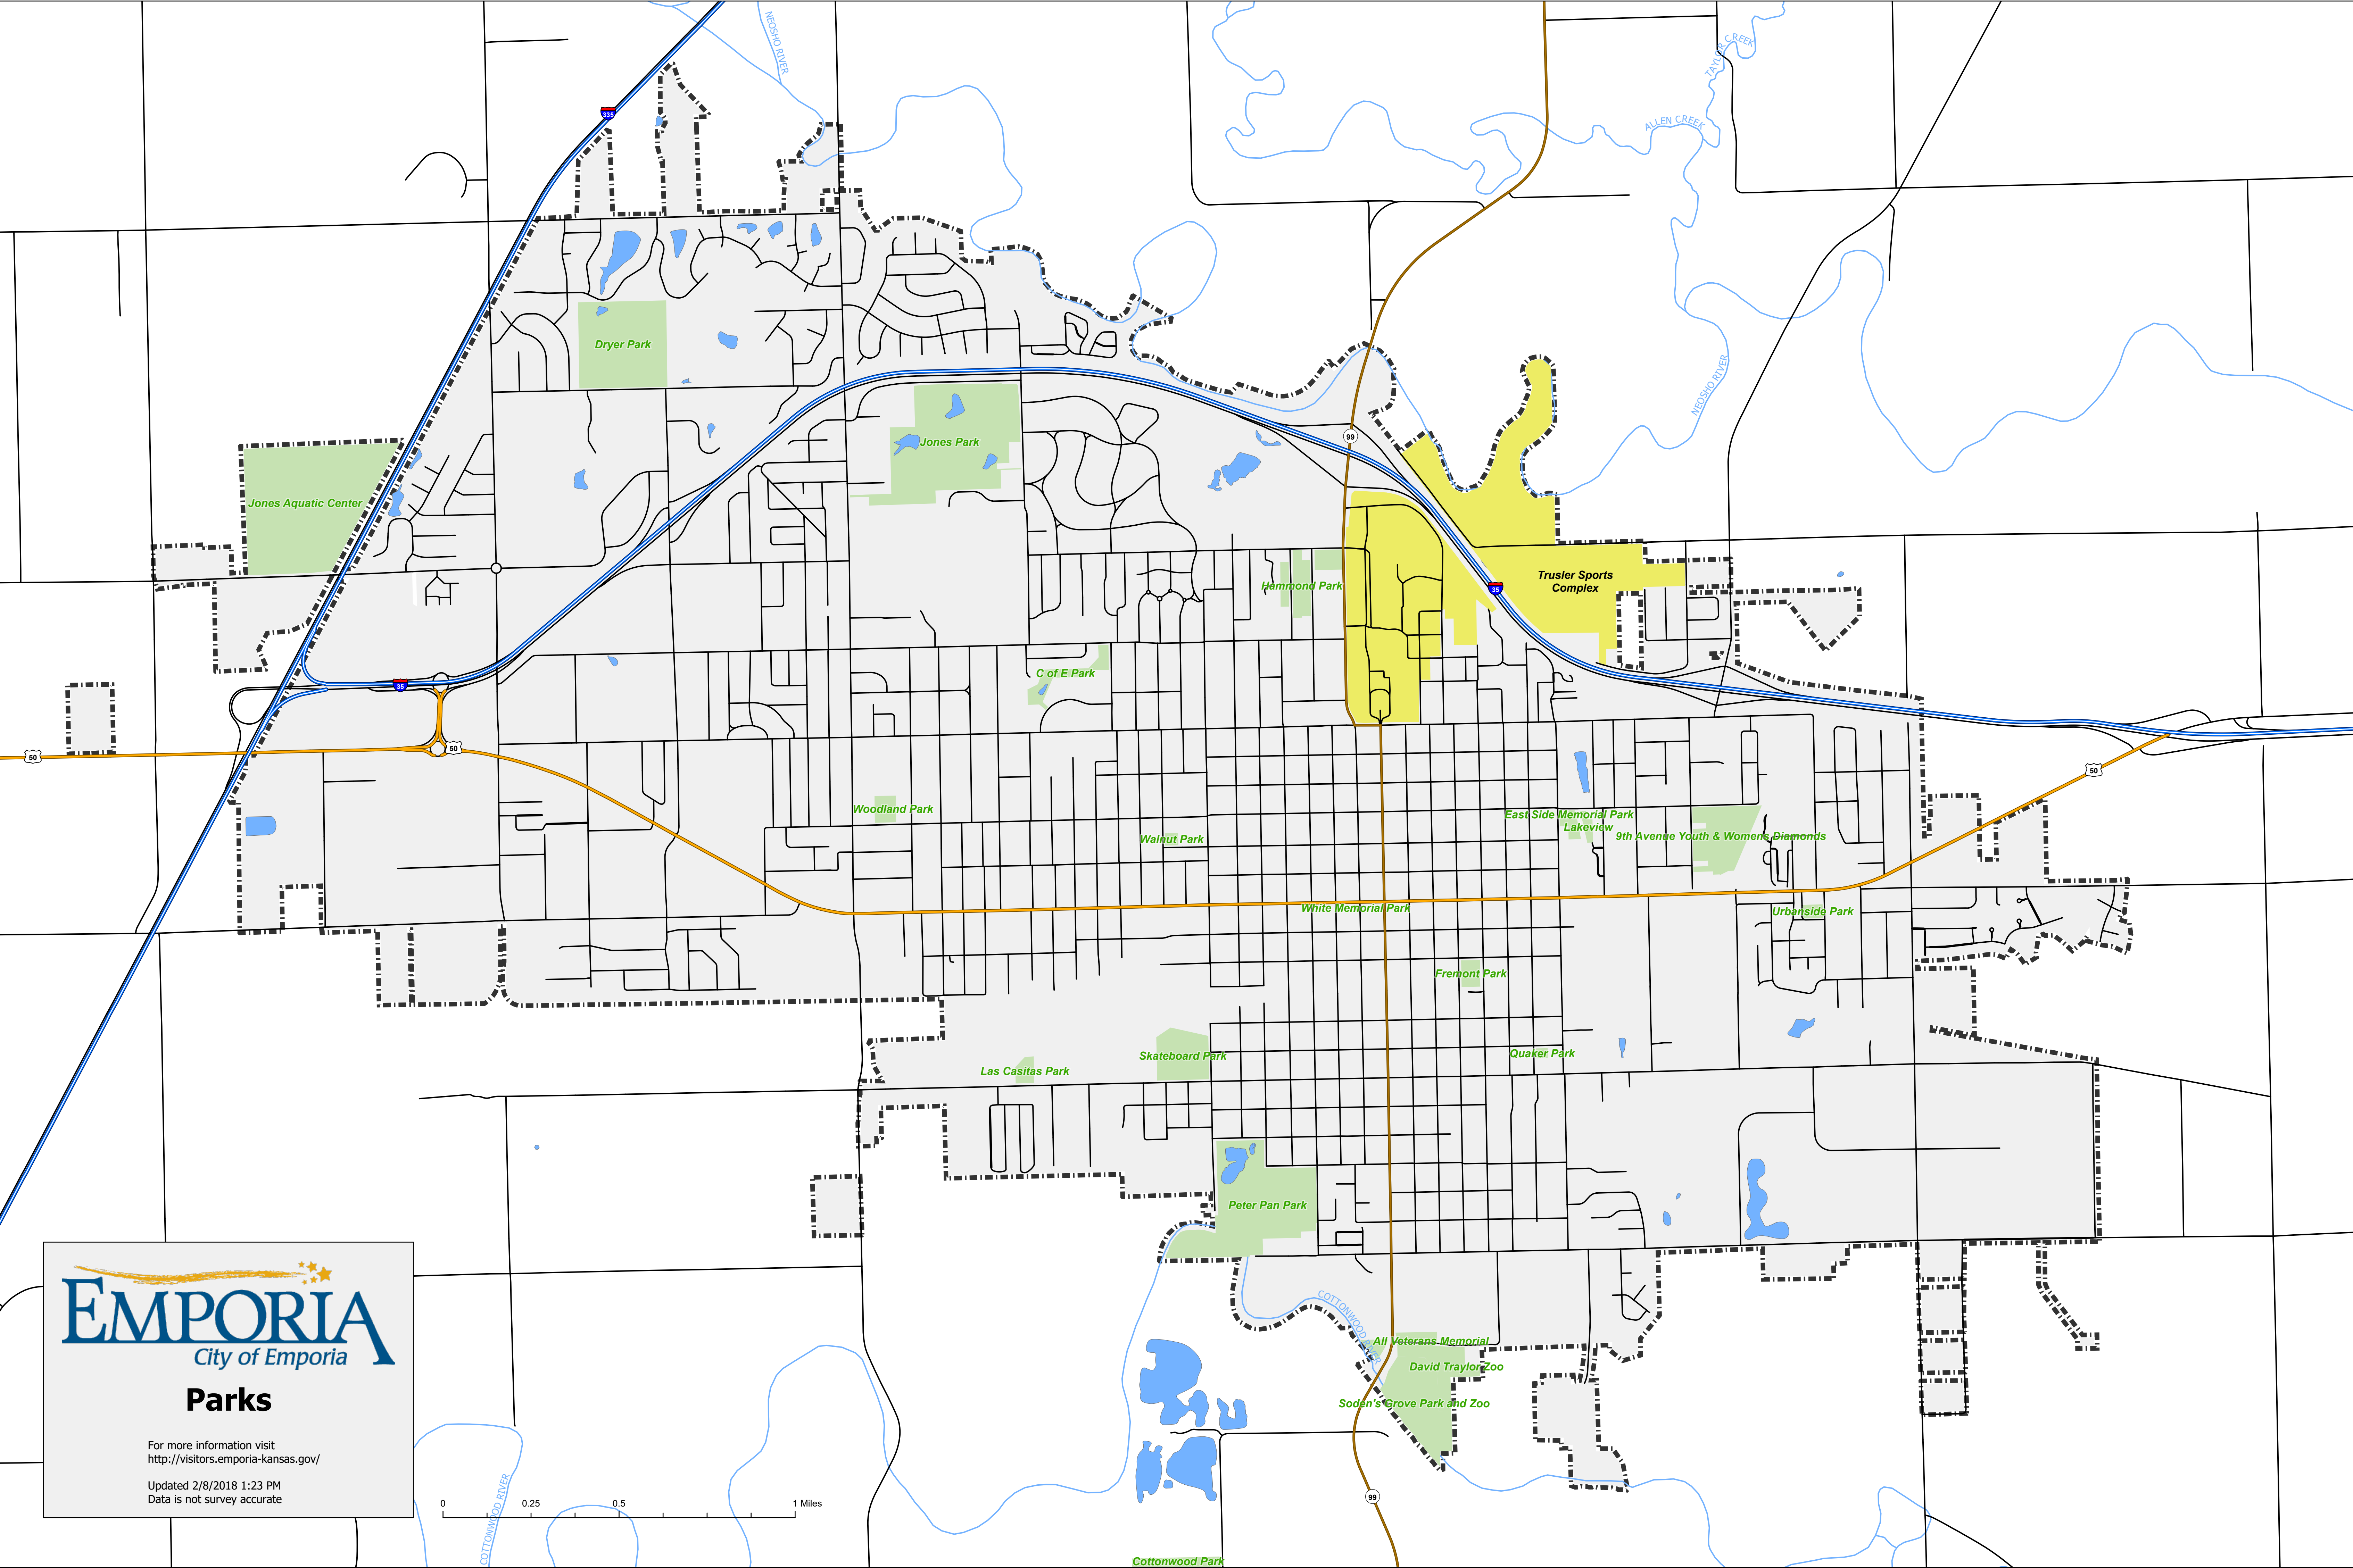 NEOSHO RIVER
TAYLOR CREEK
ALLEN CREEK
335
Dryer Park
NEOSHO RIVER
99
Jones Park
Jones Aquatic Center
Trusler Sports
Complex
Hammond Park
35
C of E Park
35
50
50
50
Woodland Park
East Side Memorial Park
Lakeview
9th Avenue Youth & Womens Diamonds
Walnut Park
White Memorial Park
Urbanside Park
Fremont Park
Quaker Park
Skateboard Park
Las Casitas Park
Peter Pan Park
COTTONWOOD RIVER
All Veterans Memorial
David Traylor Zoo
Soden's Grove Park and Zoo
99
Cottonwood Park
EMPORIA
City of Emporia
Parks
For more information visit
http://visitors.emporia-kansas.gov/
Updated 2/8/2018 1:23 PM
Data is not survey accurate
COTTONWOOD RIVER
0 0.25 0.5 1 Miles